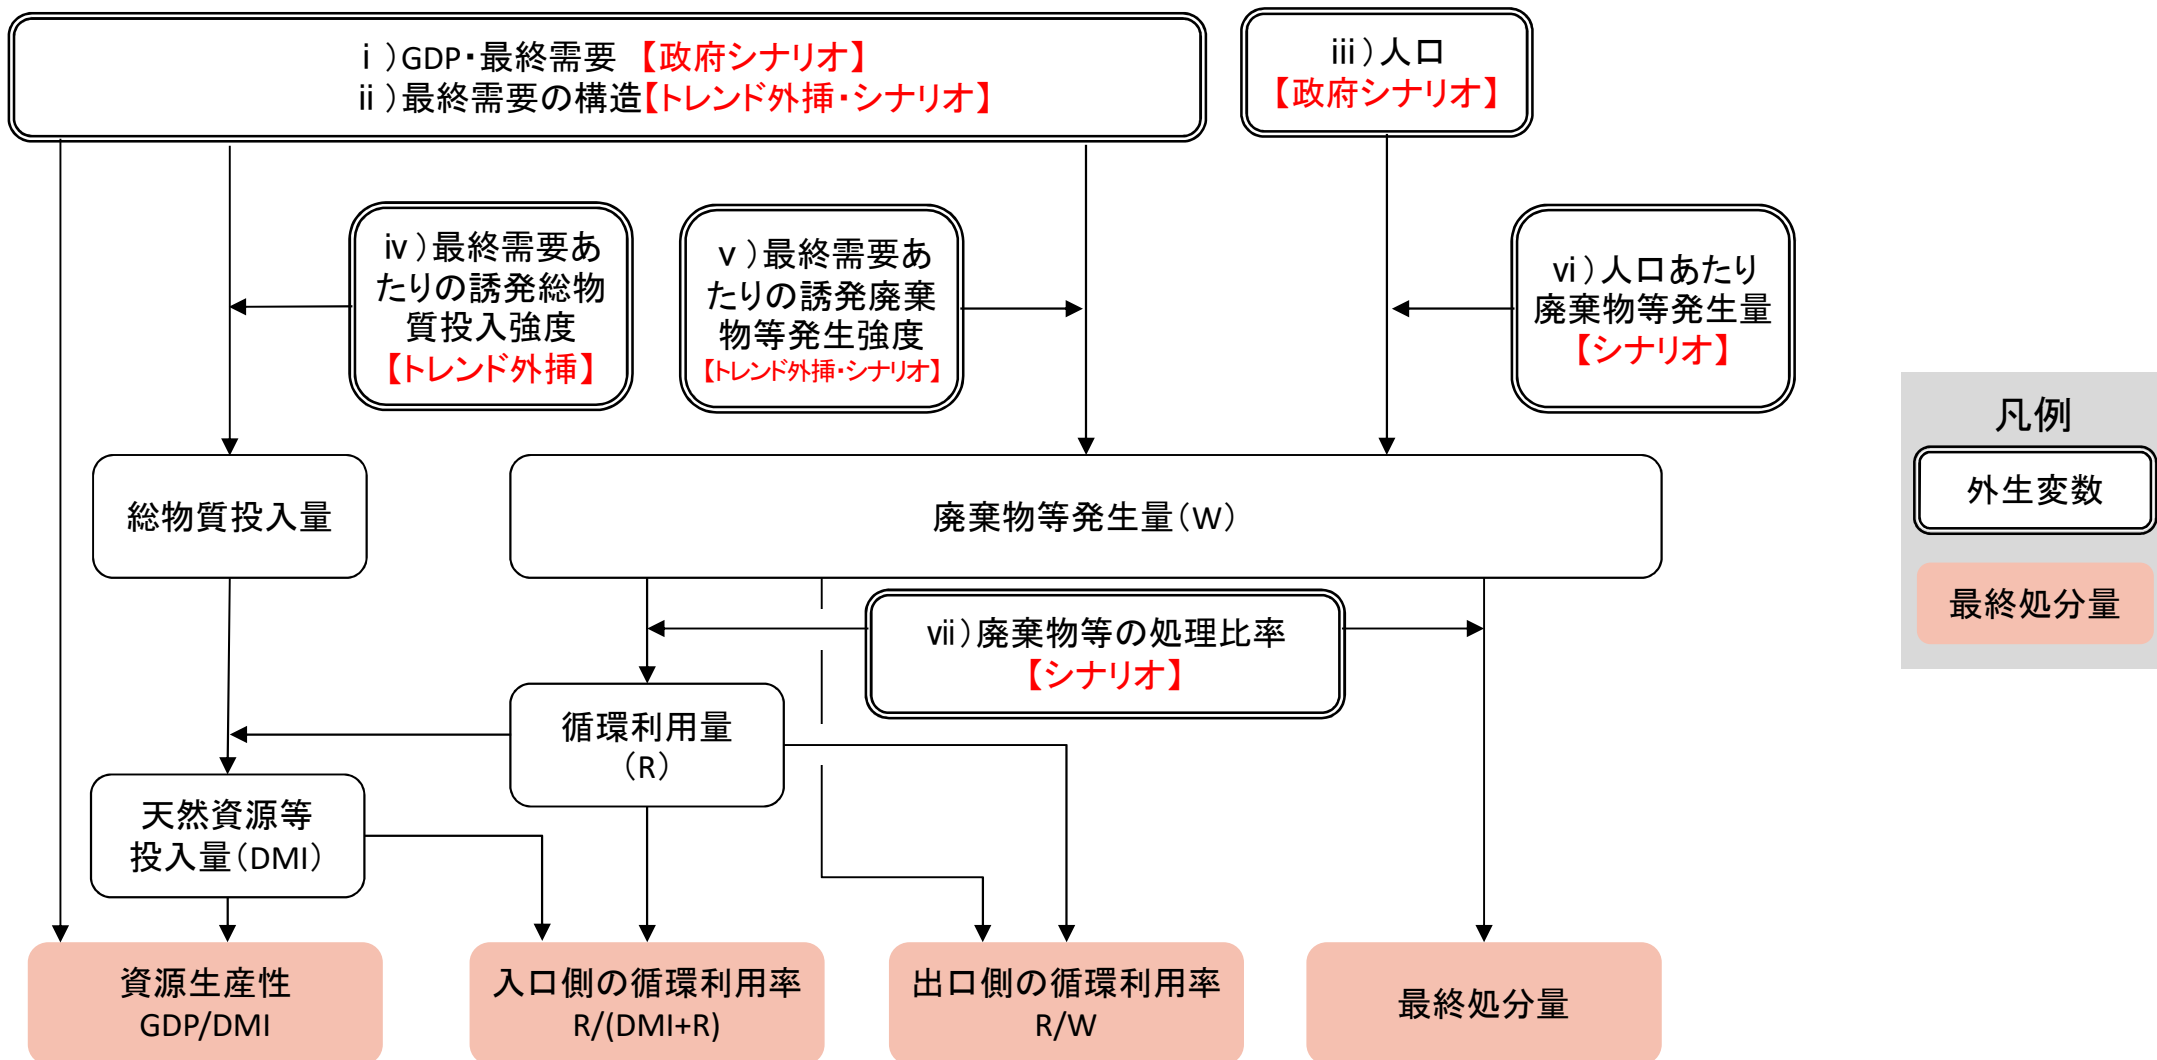 ⅰ）GDP・最終需要 【政府シナリオ】
ⅱ）最終需要の構造【トレンド外挿・シナリオ】
ⅲ）人口
【政府シナリオ】
ⅳ）最終需要あ
たりの誘発総物
質投入強度
【トレンド外挿】
ⅴ）最終需要あ
たりの誘発廃棄
物等発生強度
【トレンド外挿・シナリオ】
ⅵ）人口あたり
廃棄物等発生量
【シナリオ】
凡例
外生変数
最終処分量
総物質投入量
廃棄物等発生量（W）
ⅶ）廃棄物等の処理比率
【シナリオ】
循環利用量
（R）
天然資源等
投入量（DMI）
資源生産性
GDP/DMI
入口側の循環利用率
R/(DMI+R)
出口側の循環利用率
R/W
最終処分量